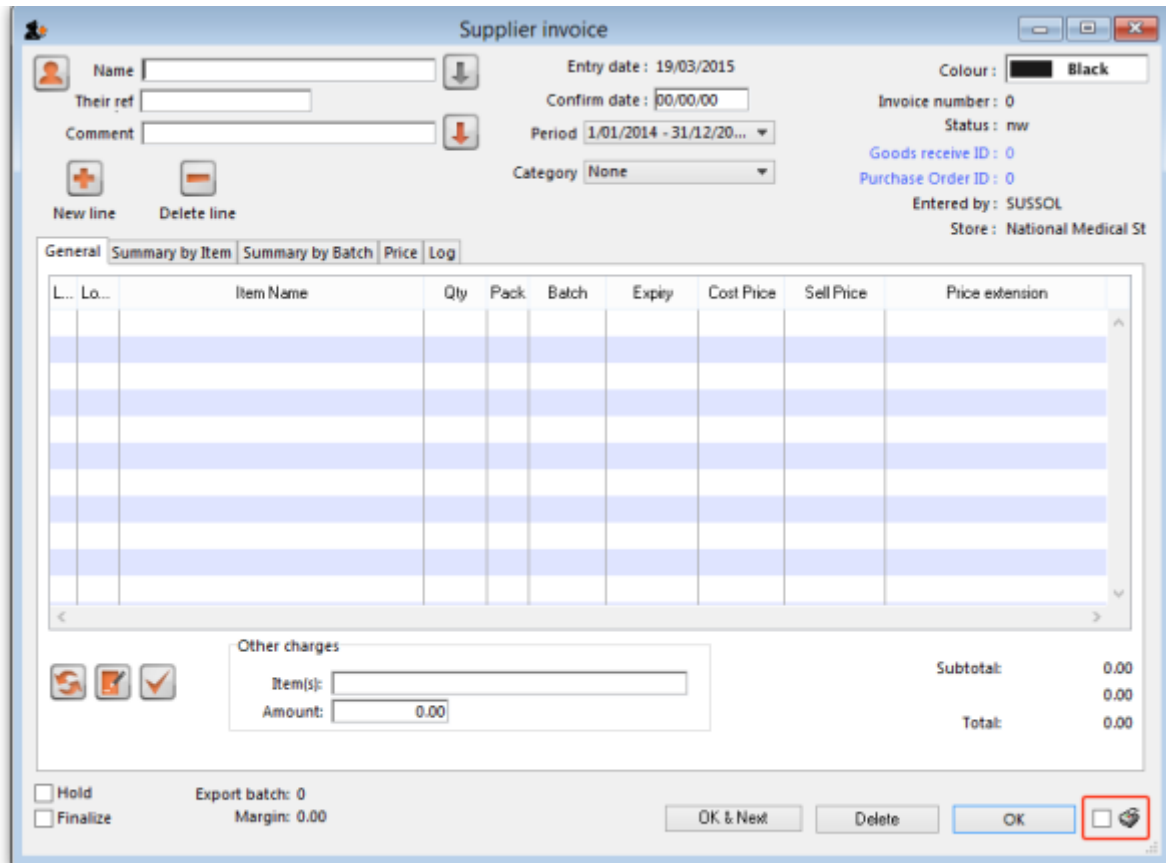 Supplier invoice
Name
Entry date : 19/03/2015
Colour : Black
Their ref
Confirm date : 00/00/00
Invoice number : 0
Comment
Period 1/01/2014 - 31/12/20...
Status : nw
Goods receive ID : 0
Category None
Purchase Order ID : 0
Entered by : SUSSOL
New line Delete line
Store : National Medical St
General Summary by Item Summary by Batch Price Log
L... Lo... Item Name Qty Pack Batch Expiry Cost Price Sell Price Price extension
Other charges
Subtotal: 0.00
Item(s):
0.00
Amount: 0.00
Total: 0.00
Hold Export batch: 0
Finalize Margin: 0.00
OK & Next Delete OK